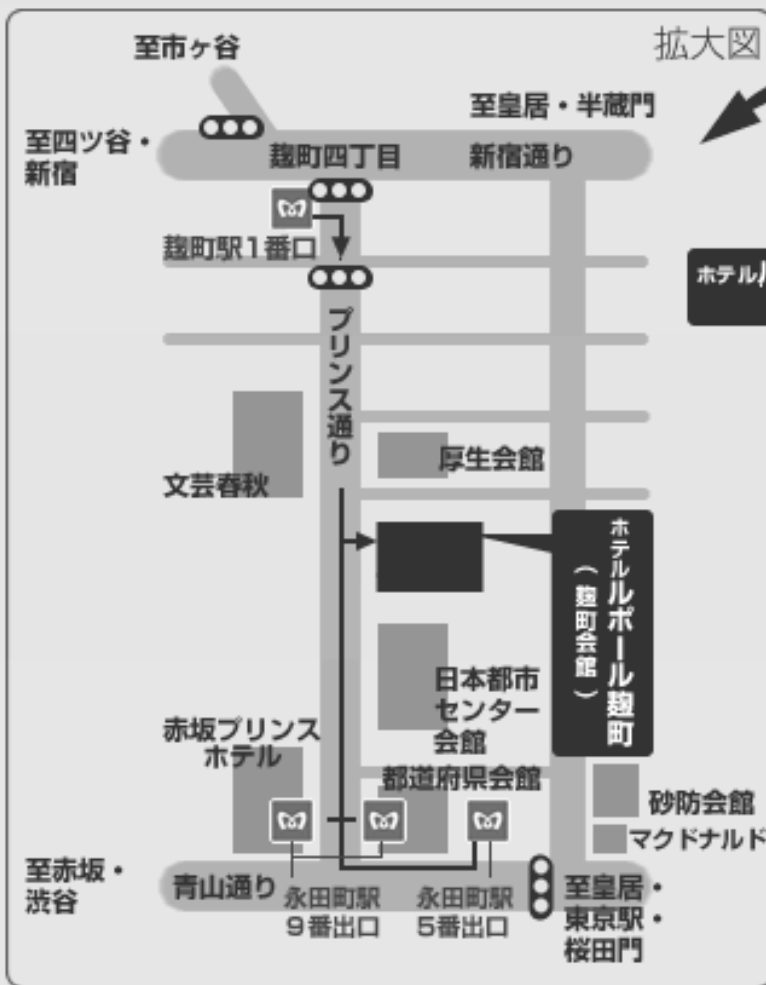 至市ヶ谷
拡大図
至皇居・半蔵門
至四ツ谷・
新宿
麹町四丁目
新宿通り
麹町駅1番口
ホテル
プリンス通り
厚生会館
文芸春秋
ホテルルポール麹町
(麹町会館)
日本都市
センター
会館
赤坂プリンス
ホテル
都道府県会館
砂防会館
マクドナルド
至赤坂・
渋谷
青山通り
永田町駅
9番出口
永田町駅
5番出口
至皇居・
東京駅・
桜田門